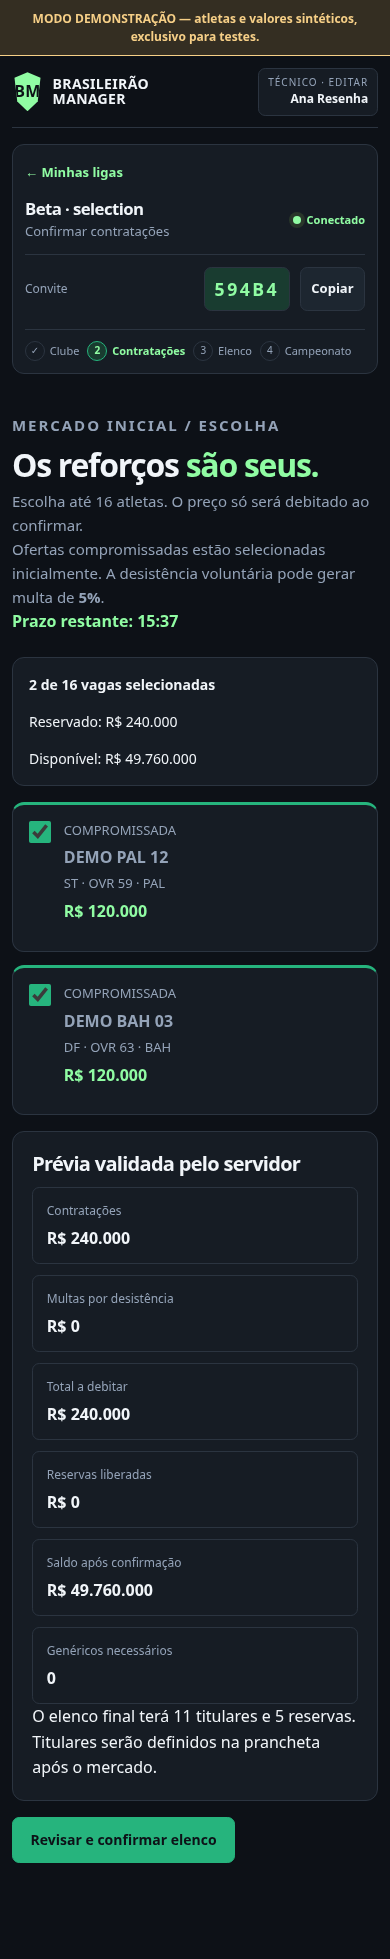 MODO DEMONSTRAÇÃO — atletas e valores sintéticos,
exclusivo para testes.
BM
BRASILEIRÃO
MANAGER
TÉCNICO · EDITAR
Ana Resenha
← Minhas ligas
Beta · selection
Confirmar contratações
Conectado
Convite
594B4
Copiar
✓ Clube
2 Contratações
3 Elenco
4 Campeonato
MERCADO INICIAL / ESCOLHA
Os reforços são seus.
Escolha até 16 atletas. O preço só será debitado ao
confirmar.
Ofertas compromissadas estão selecionadas
inicialmente. A desistência voluntária pode gerar
multa de 5%.
Prazo restante: 15:37
2 de 16 vagas selecionadas
Reservado: R$ 240.000
Disponível: R$ 49.760.000
COMPROMISSADA
DEMO PAL 12
ST · OVR 59 · PAL
R$ 120.000
COMPROMISSADA
DEMO BAH 03
DF · OVR 63 · BAH
R$ 120.000
Prévia validada pelo servidor
Contratações
R$ 240.000
Multas por desistência
R$ 0
Total a debitar
R$ 240.000
Reservas liberadas
R$ 0
Saldo após confirmação
R$ 49.760.000
Genéricos necessários
0
O elenco final terá 11 titulares e 5 reservas.
Titulares serão definidos na prancheta
após o mercado.
Revisar e confirmar elenco